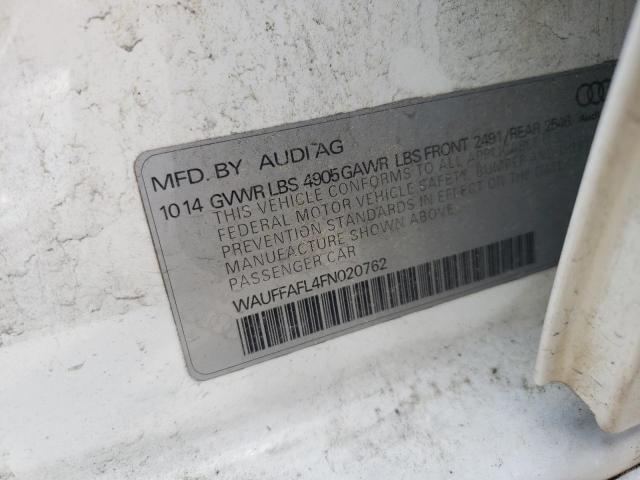 MFD. BY AUDI AG
10 14 GVWR LBS 4905 GAWR LBS FRONT 2491/REAR 2546
THIS VEHICLE CONFORMS TO ALL APPLICABLE
FEDERAL MOTOR VEHICLE SAFETY, BUMPER, AND
PREVENTION STANDARDS IN EFFECT ON THE DATE OF
MANUFACTURE SHOWN ABOVE.
PASSENGER CAR
WAUFFAFL4FN020762